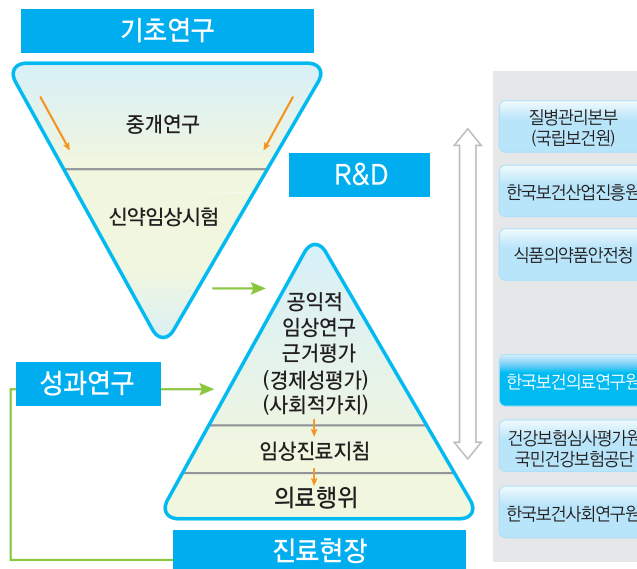 기초연구
중개연구
신약임상시험
R&D
공익적
임상연구
근거평가
(경제성평가)
(사회적가치)
임상진료지침
의료행위
성과연구
진료현장
질병관리본부
(국립보건원)
한국보건산업진흥원
식품의약품안전청
한국보건의료연구원
건강보험심사평가원
국민건강보험공단
한국보건사회연구원